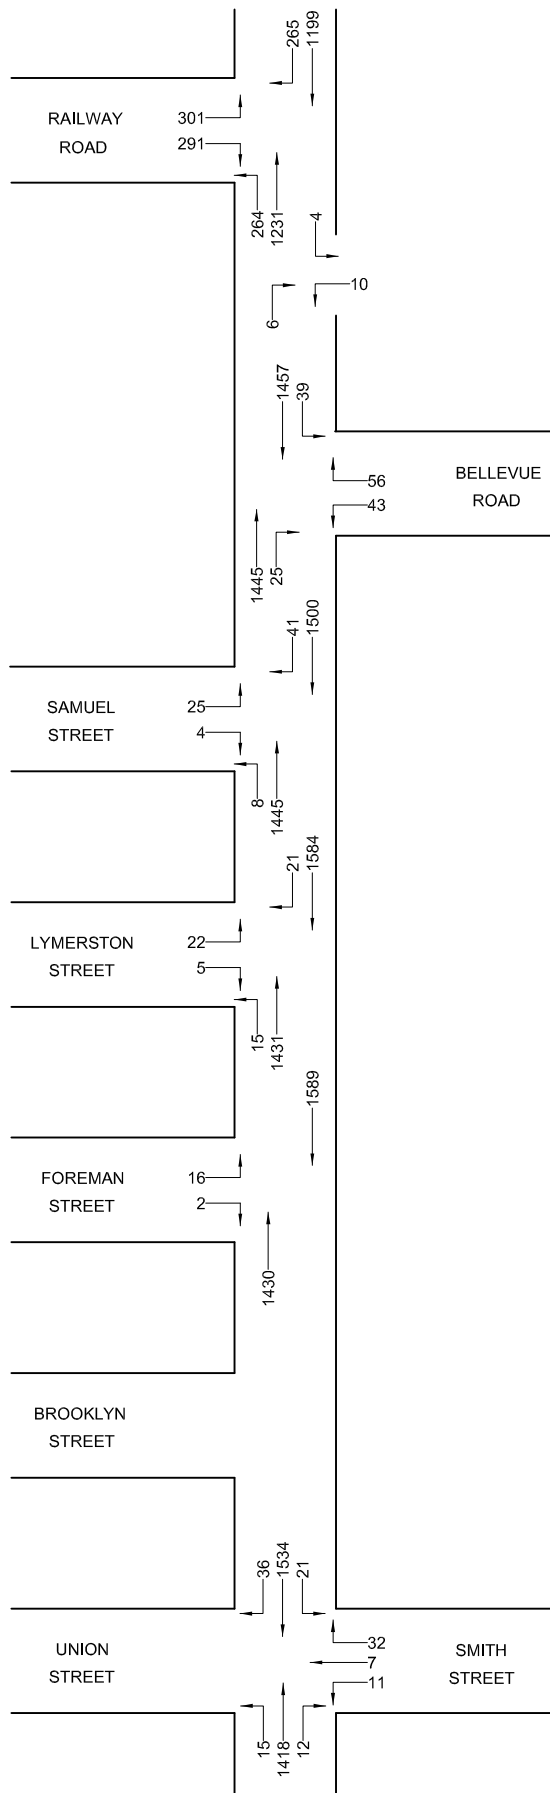 265
1199
RAILWAY
ROAD
301
291
264
1231
4
10
6
1457
39
BELLEVUE
ROAD
56
43
1445
25
41
1500
SAMUEL
STREET
25
4
8
1445
21
1584
LYMERSTON
STREET
22
5
15
1431
1589
FOREMAN
STREET
16
2
1430
BROOKLYN
STREET
36
1534
21
UNION
STREET
32
7
11
SMITH
STREET
15
1418
12